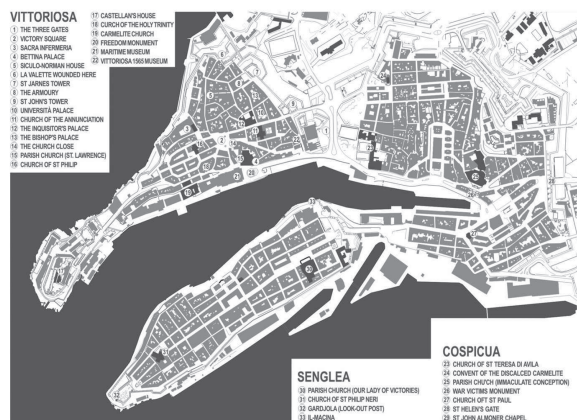 VITTORIOSA
1 THE THREE GATES
2 VICTORY SQUARE
3 SACRA INFERMERIA
4 BETTINA PALACE
5 SICULO-NORMAN HOUSE
6 LA VALETTE WOUNDED HERE
7 ST JARNES TOWER
8 THE ARMOURY
9 ST JOHN'S TOWER
10 UNIVERSITÀ PALACE
11 CHURCH OF THE ANNUNCIATION
12 THE INQUISITOR'S PALACE
13 THE BISHOP'S PALACE
14 THE CHURCH CLOSE
15 PARISH CHURCH (ST. LAWRENCE)
16 CHURCH OF ST PHILIP
17 CASTELLAN'S HOUSE
18 CURCH OF THE HOLY TRINITY
19 CARMELITE CHURCH
20 FREEDOM MONUMENT
21 MARITIME MUSEUM
22 VITTORIOSA 1565 MUSEUM
SENGLEA
30 PARISH CHURCH (OUR LADY OF VICTORIES)
31 CHURCH OF ST PHILIP NERI
32 GARDJOLA (LOOK-OUT POST)
33 IL-MACINA
COSPICUA
23 CHURCH OF ST TERESA DI AVILA
24 CONVENT OF THE DISCALCED CARMELITE
25 PARISH CHU'CH (IMMACULATE CONCEPTION)
26 WAR VICTIMS MONUMENT
27 CHURCH OFT ST PAUL
28 ST HELEN'S GATE
29 ST JOHN ALMONER CHAPEL